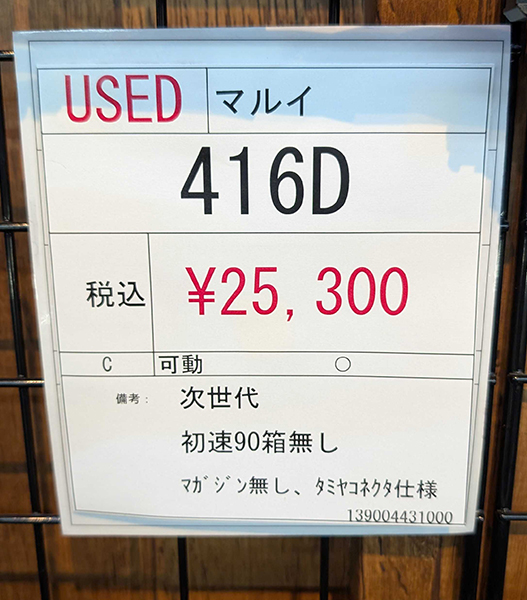 USED マルイ
416D
税込 ¥25,300
C 可動 ○
備考： 次世代
初速90箱無し
ﾏｶﾞｼﾞﾝ無し、ﾀﾐﾔｺﾈｸﾀ仕様
139004431000